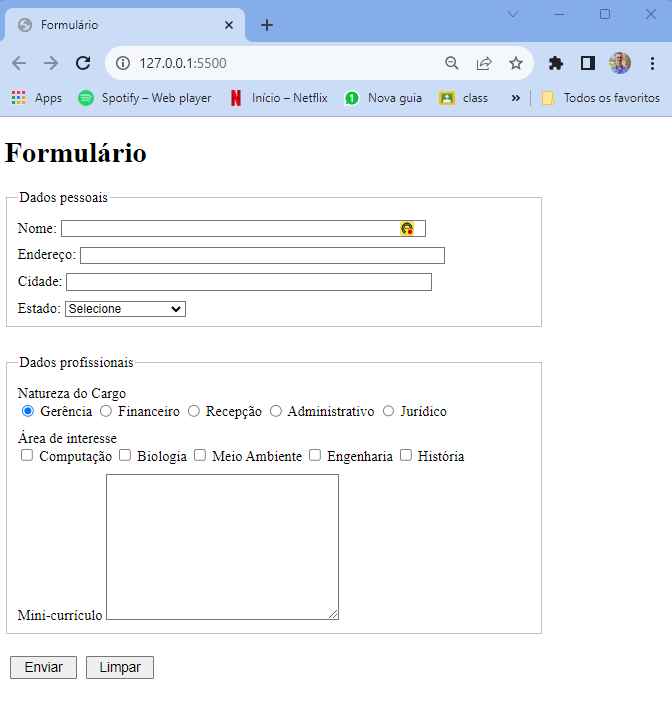 Formulário
127.0.0.1:5500
Apps Spotify – Web player Início – Netflix Nova guia class » Todos os favoritos
Formulário
Dados pessoais
Nome:
Endereço:
Cidade:
Estado: Selecione
Dados profissionais
Natureza do Cargo
Gerência Financeiro Recepção Administrativo Jurídico
Área de interesse
Computação Biologia Meio Ambiente Engenharia História
Mini-currículo
Enviar Limpar